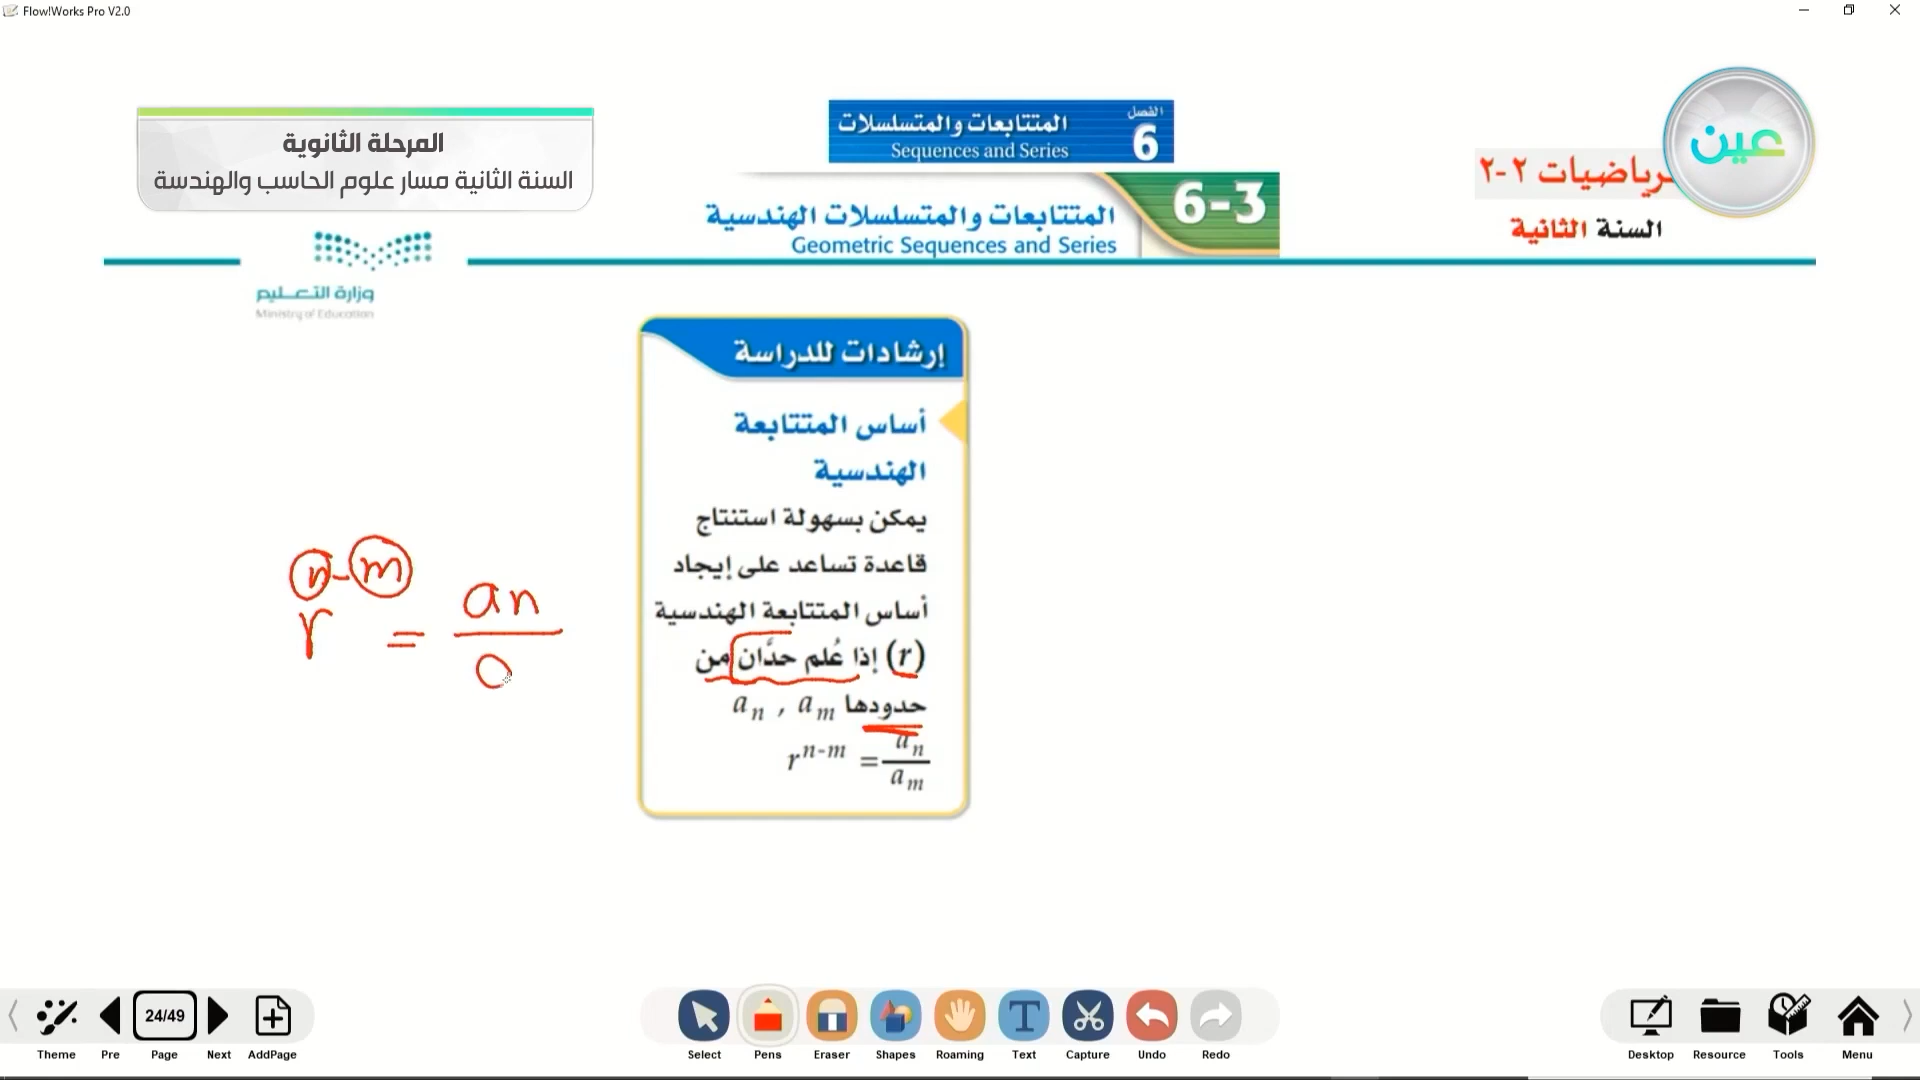 Flow!Works Pro V2.0
المرحلة الثانوية
السنة الثانية مسار علوم الحاسب والهندسة
الفصل
6
المتتابعات والمتسلسلات
Sequences and Series
6-3
المتتابعات والمتسلسلات الهندسية
Geometric Sequences and Series
عين
رياضيات ٢-٢
السنة الثانية
وزارة التعليم
Ministry of Education
إرشادات للدراسة
أساس المتتابعة
الهندسية
يمكن بسهولة استنتاج
قاعدة تساعد على إيجاد
أساس المتتابعة الهندسية
(r) إذا عُلم حدَّان من
حدودها a_m , a_n
r^{n-m} = a_n / a_m
r^{n-m} = an / a
24/49
Theme
Pre
Page
Next
AddPage
Select
Pens
Eraser
Shapes
Roaming
Text
Capture
Undo
Redo
Desktop
Resource
Tools
Menu